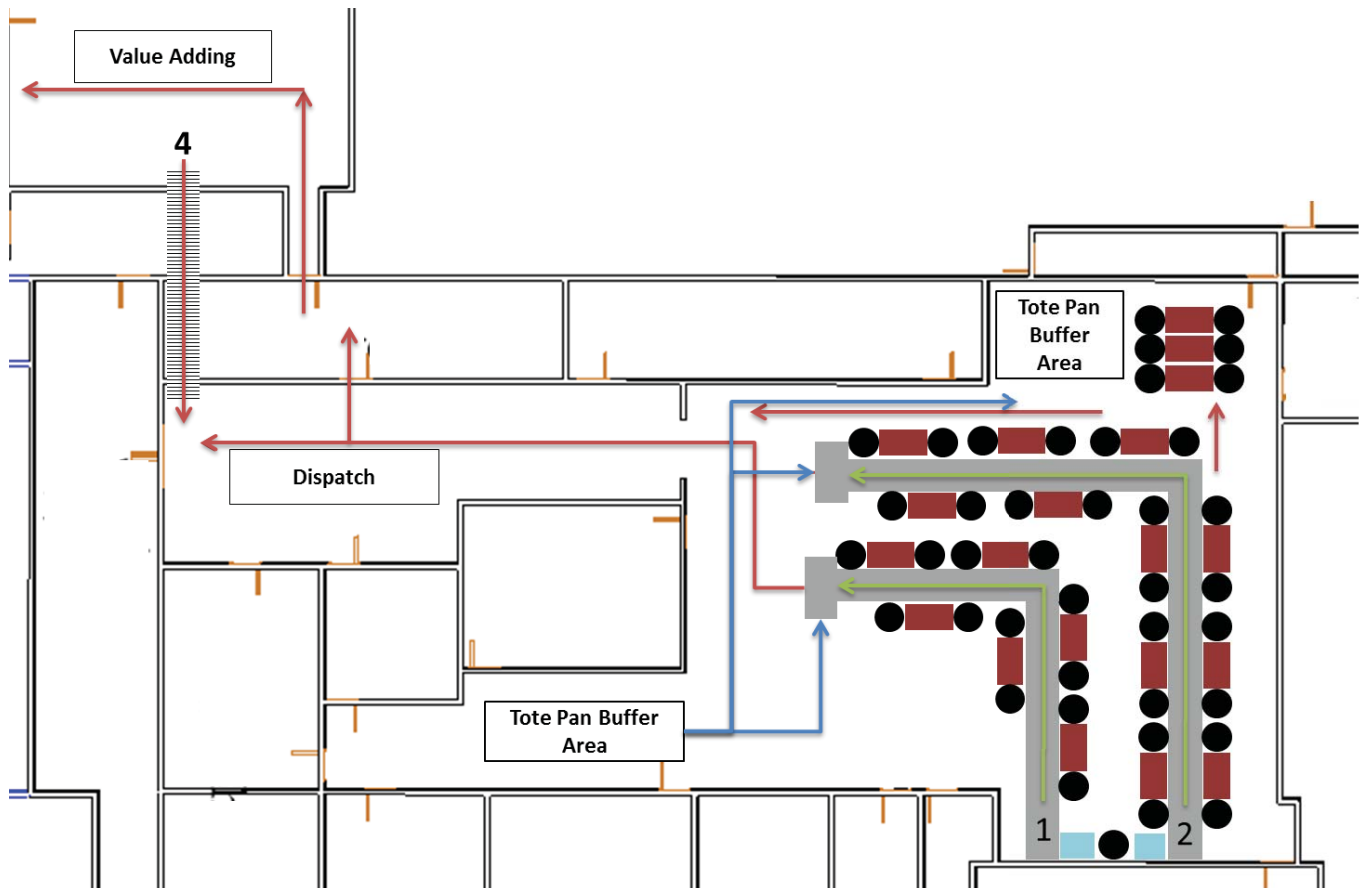 Value Adding
4
Tote Pan
Buffer
Area
Dispatch
Tote Pan Buffer
Area
1
2